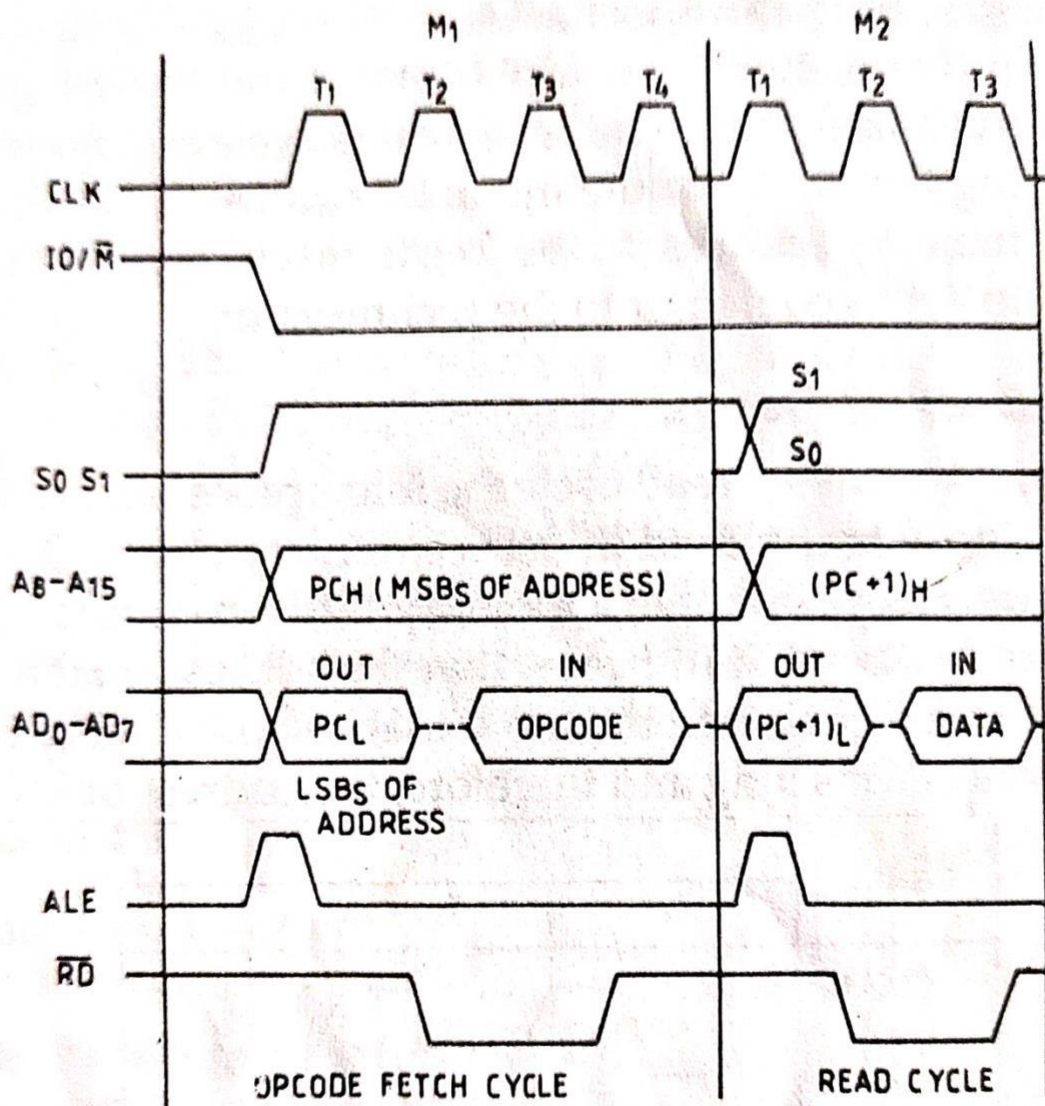 M1 M2
T1 T2 T3 T4 T1 T2 T3
CLK
IO/M̅
S1
S0
S0 S1
A8-A15 PCH (MSBS OF ADDRESS) (PC+1)H
OUT IN OUT IN
AD0-AD7 PCL OPCODE (PC+1)L DATA
LSBS OF
ADDRESS
ALE
R̅D̅
OPCODE FETCH CYCLE READ CYCLE